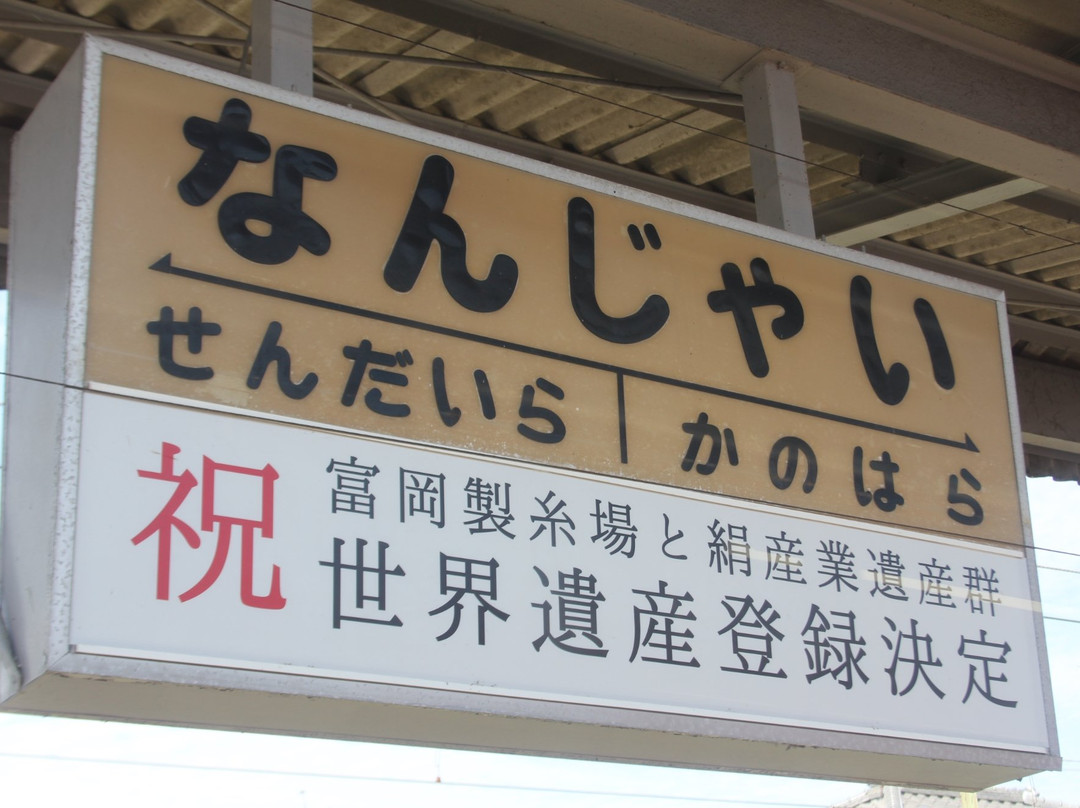 なんじゃい
せんだいら かのはら
祝 富岡製糸場と絹産業遺産群
世界遺産登録決定